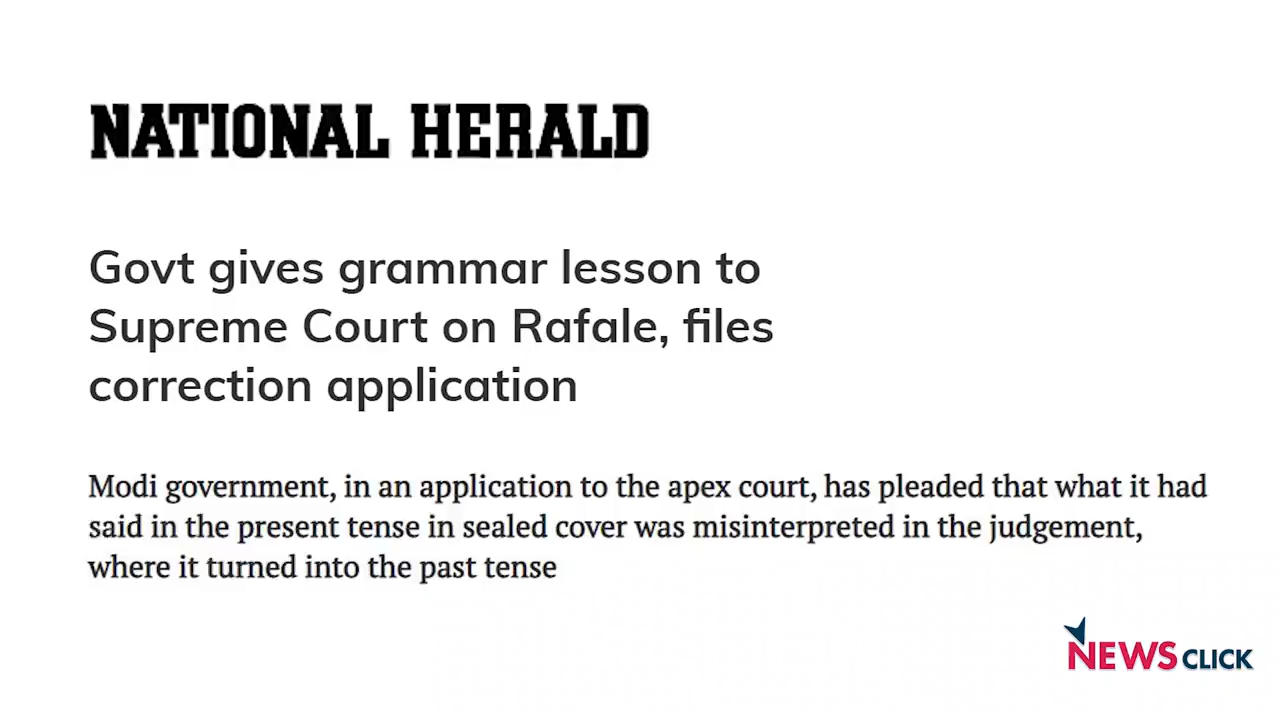 NATIONAL HERALD
Govt gives grammar lesson to
Supreme Court on Rafale, files
correction application
Modi government, in an application to the apex court, has pleaded that what it had
said in the present tense in sealed cover was misinterpreted in the judgement,
where it turned into the past tense
NEWS CLICK